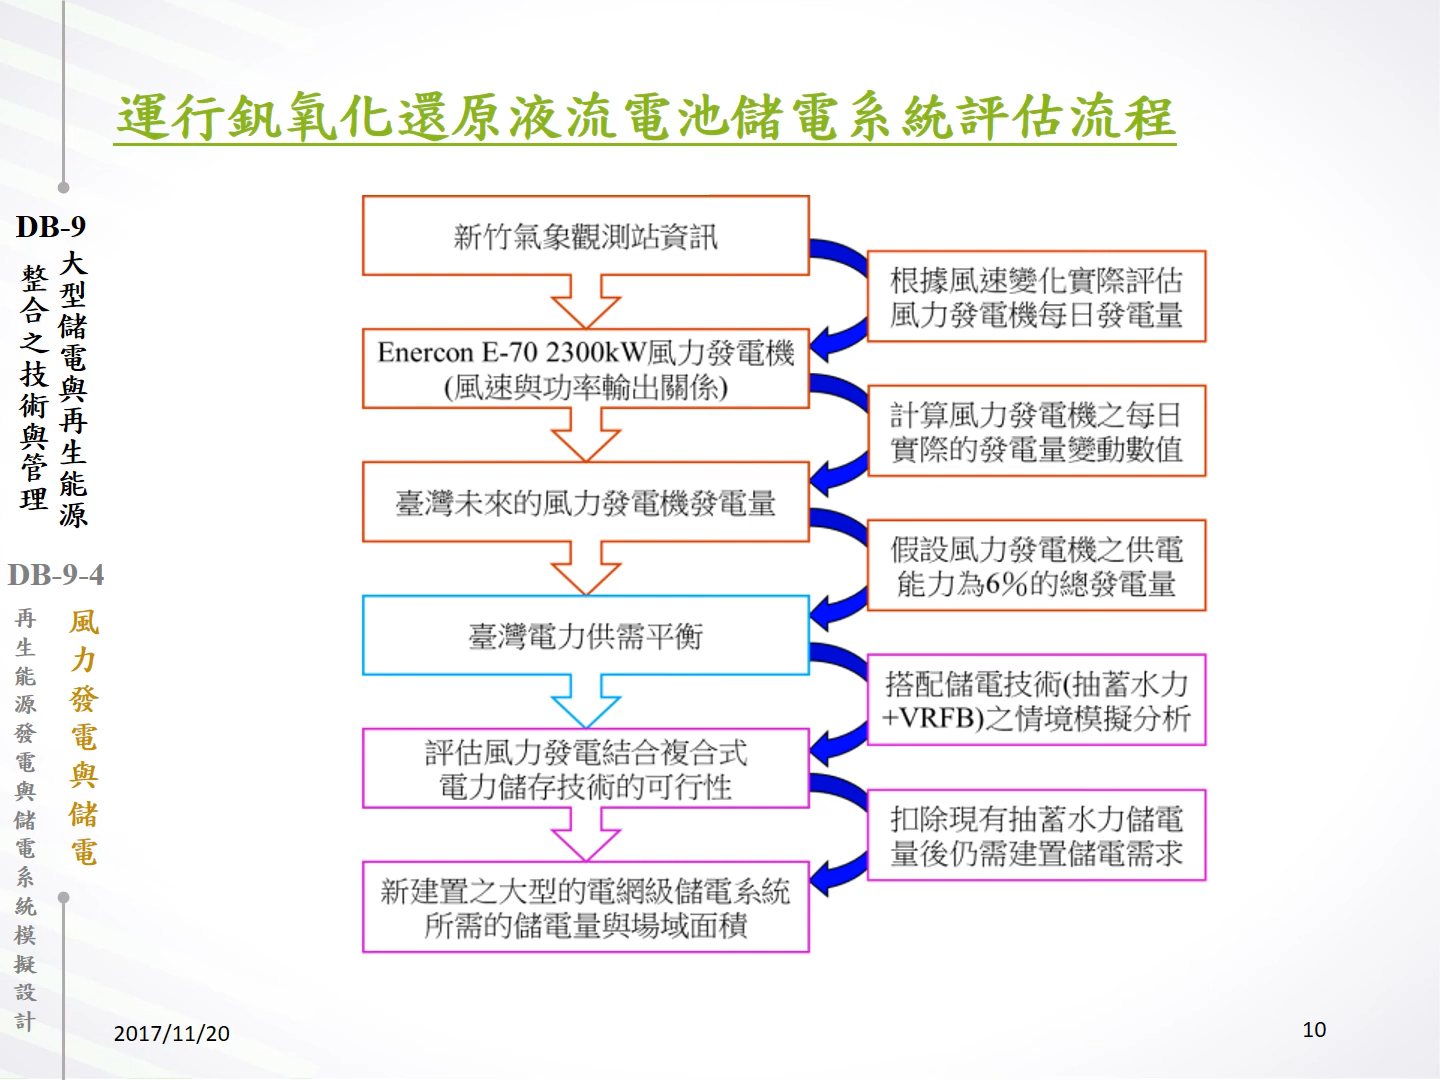 運行釩氧化還原液流電池儲電系統評估流程
DB-9
大型儲電與再生能源
整合之技術與管理
DB-9-4
風力發電與儲電
再生能源發電與儲電系統模擬設計
新竹氣象觀測站資訊
根據風速變化實際評估
風力發電機每日發電量
Enercon E-70 2300kW風力發電機
(風速與功率輸出關係)
計算風力發電機之每日
實際的發電量變動數值
臺灣未來的風力發電機發電量
假設風力發電機之供電
能力為6%的總發電量
臺灣電力供需平衡
搭配儲電技術(抽蓄水力
+VRFB)之情境模擬分析
評估風力發電結合複合式
電力儲存技術的可行性
扣除現有抽蓄水力儲電
量後仍需建置儲電需求
新建置之大型的電網級儲電系統
所需的儲電量與場域面積
2017/11/20
10